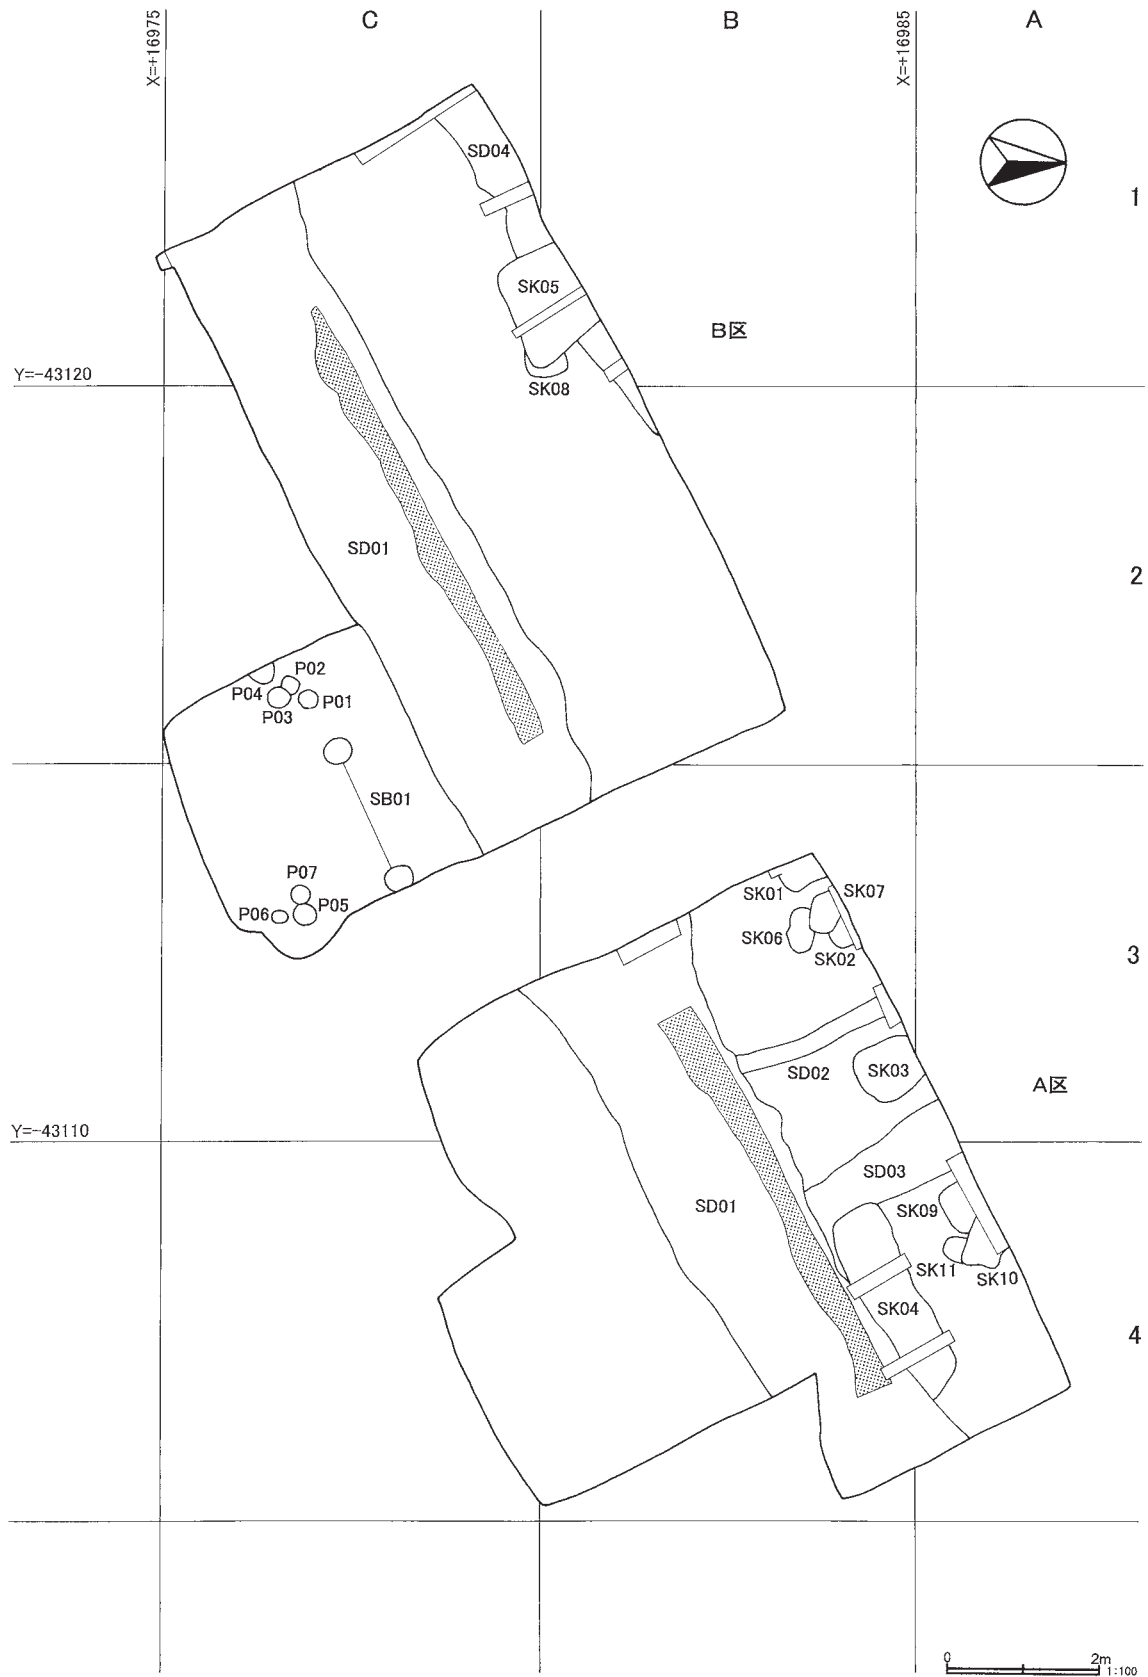 C
B
A
X=+16975
X=+16985
SD04
1
SK05
B区
Y=-43120
SK08
SD01
2
P02
P04
P01
P03
SB01
P07
SK01
SK07
P06
P05
SK06
SK02
3
SD02
SK03
A区
Y=-43110
SD03
SD01
SK09
SK11
SK10
SK04
4
0
2m
1:100